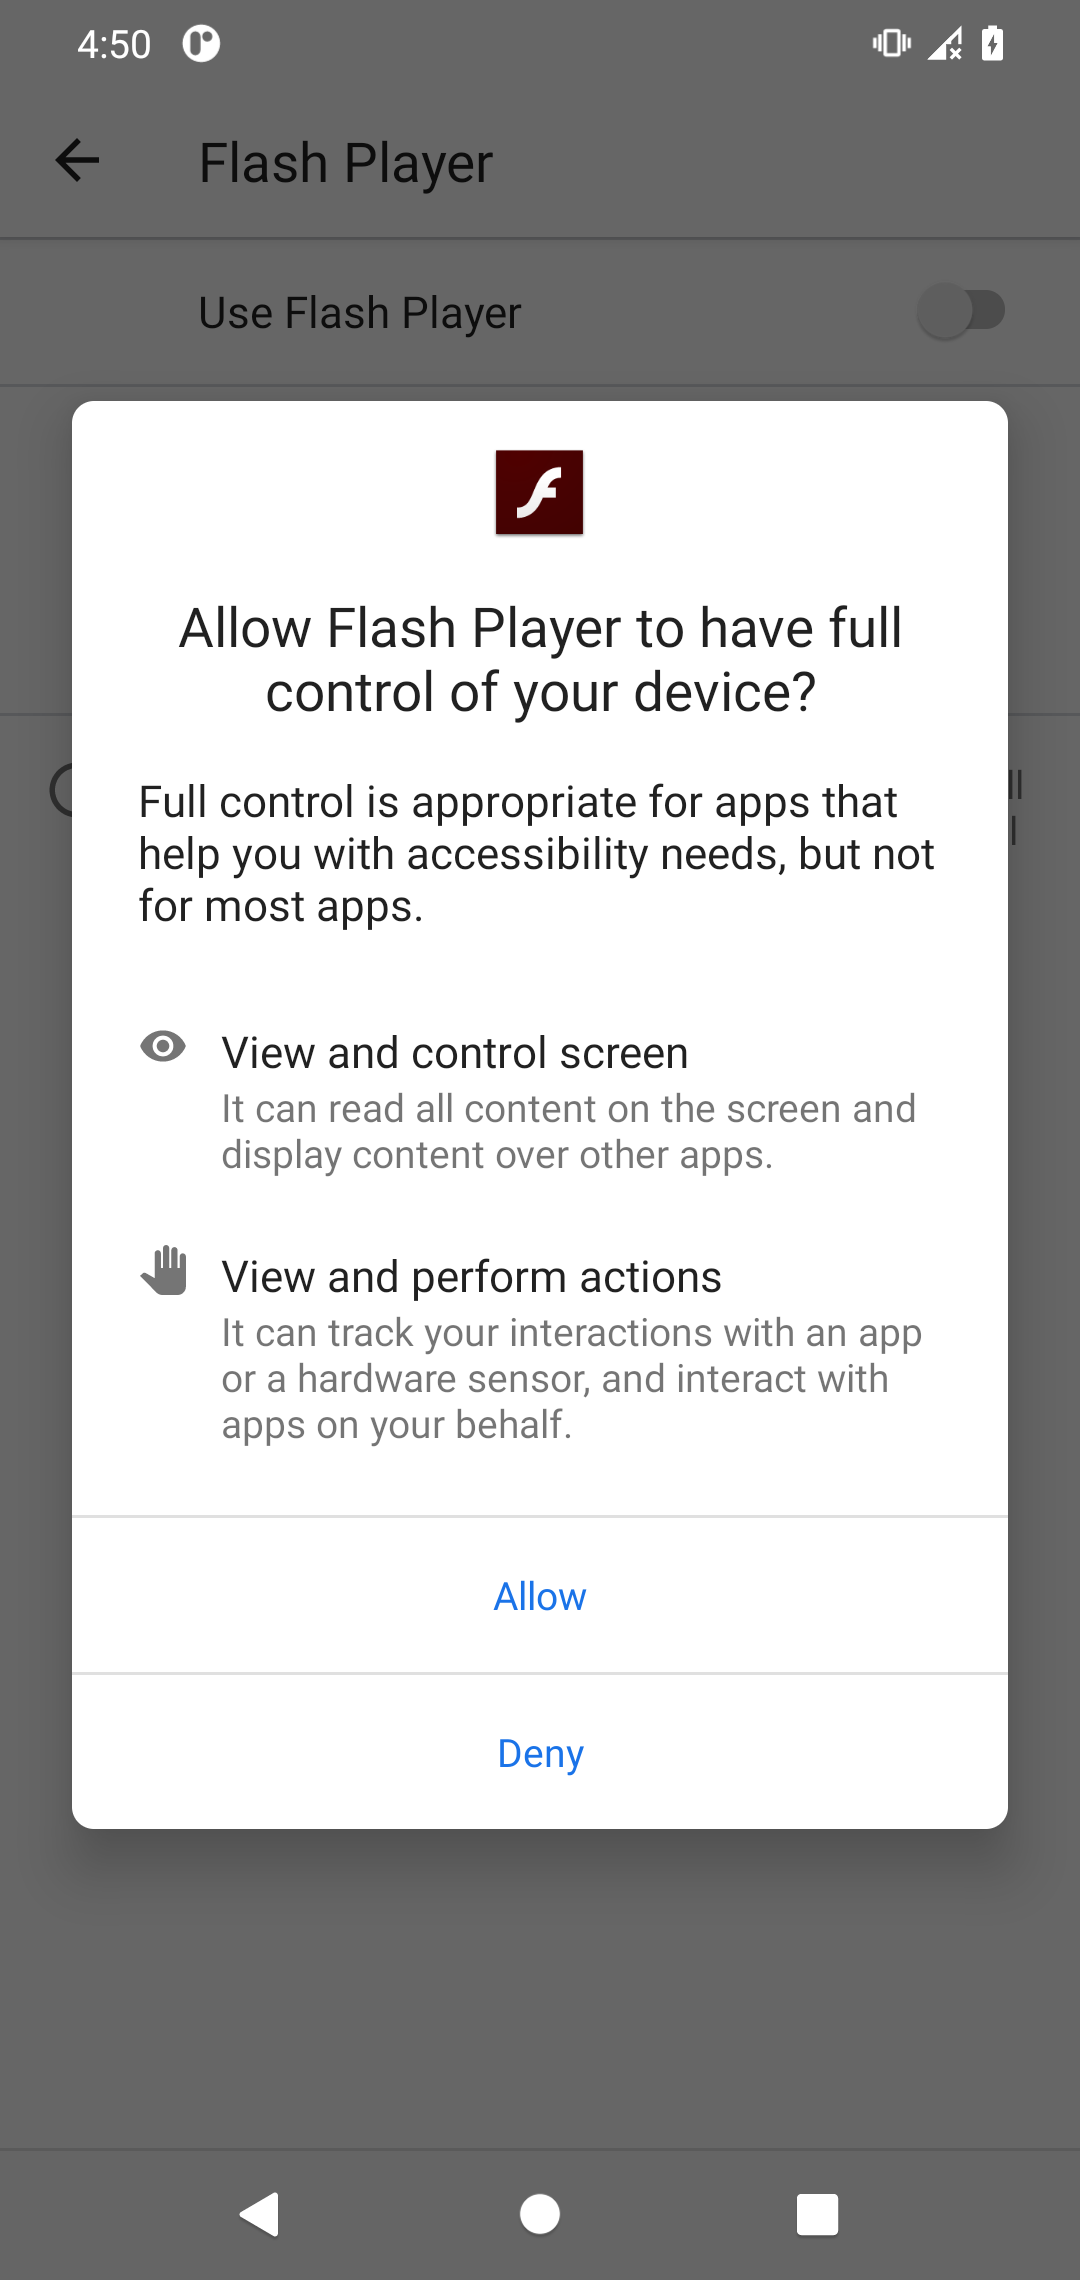 4:50
Flash Player
Use Flash Player
Allow Flash Player to have full
control of your device?
Full control is appropriate for apps that
help you with accessibility needs, but not
for most apps.
View and control screen
It can read all content on the screen and
display content over other apps.
View and perform actions
It can track your interactions with an app
or a hardware sensor, and interact with
apps on your behalf.
Allow
Deny